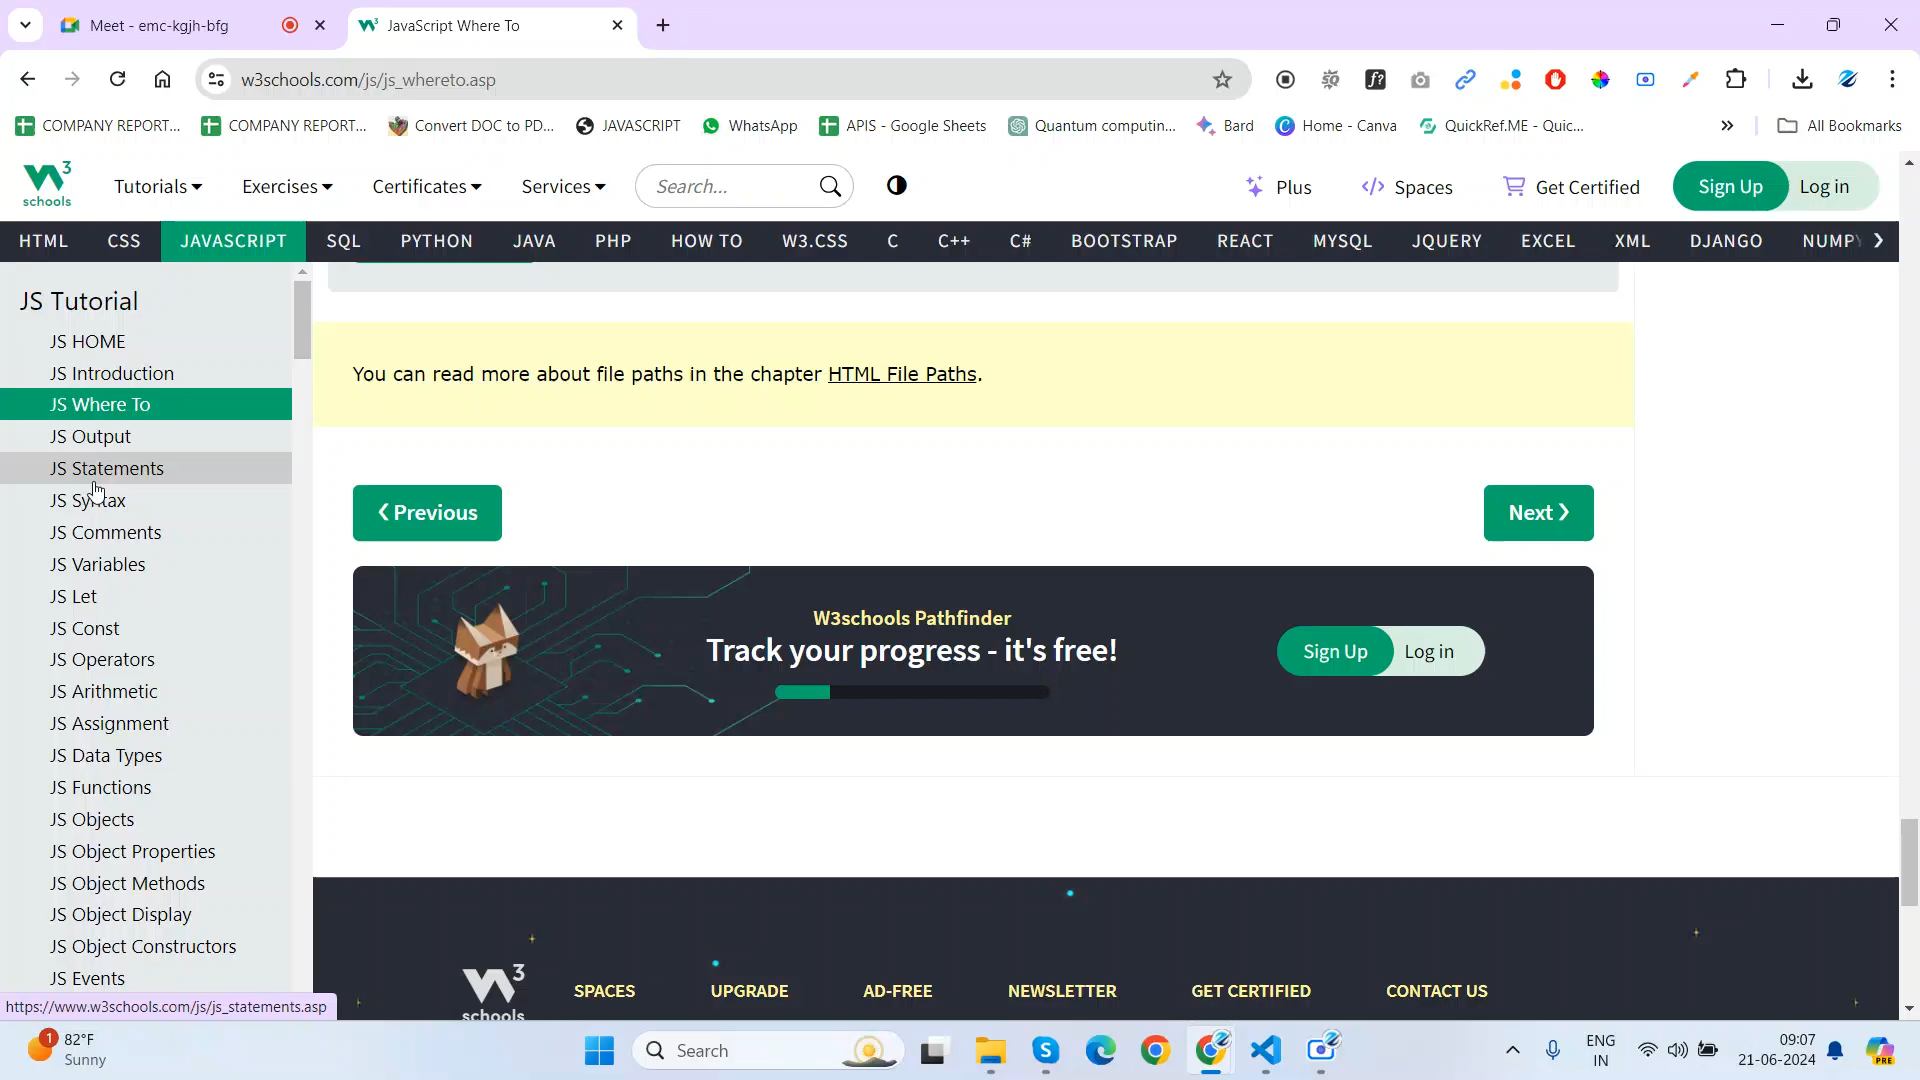 Meet - emc-kgjh-bfg
JavaScript Where To
w3schools.com/js/js_whereto.asp
COMPANY REPORT...
COMPANY REPORT...
Convert DOC to PD...
JAVASCRIPT
WhatsApp
APIS - Google Sheets
Quantum computin...
Bard
Home - Canva
QuickRef.ME - Quic...
All Bookmarks
W3 schools
Tutorials
Exercises
Certificates
Services
Search...
Plus
Spaces
Get Certified
Sign Up
Log in
HTML
CSS
JAVASCRIPT
SQL
PYTHON
JAVA
PHP
HOW TO
W3.CSS
C
C++
C#
BOOTSTRAP
REACT
MYSQL
JQUERY
EXCEL
XML
DJANGO
NUMPY
JS Tutorial
JS HOME
JS Introduction
JS Where To
JS Output
JS Statements
JS Syntax
JS Comments
JS Variables
JS Let
JS Const
JS Operators
JS Arithmetic
JS Assignment
JS Data Types
JS Functions
JS Objects
JS Object Properties
JS Object Methods
JS Object Display
JS Object Constructors
JS Events
https://www.w3schools.com/js/js_statements.asp
You can read more about file paths in the chapter HTML File Paths.
❮ Previous
Next ❯
W3schools Pathfinder
Track your progress - it's free!
Sign Up
Log in
W3 schools
SPACES
UPGRADE
AD-FREE
NEWSLETTER
GET CERTIFIED
CONTACT US
1
82°F
Sunny
Search
ENG
IN
09:07
21-06-2024
PRE